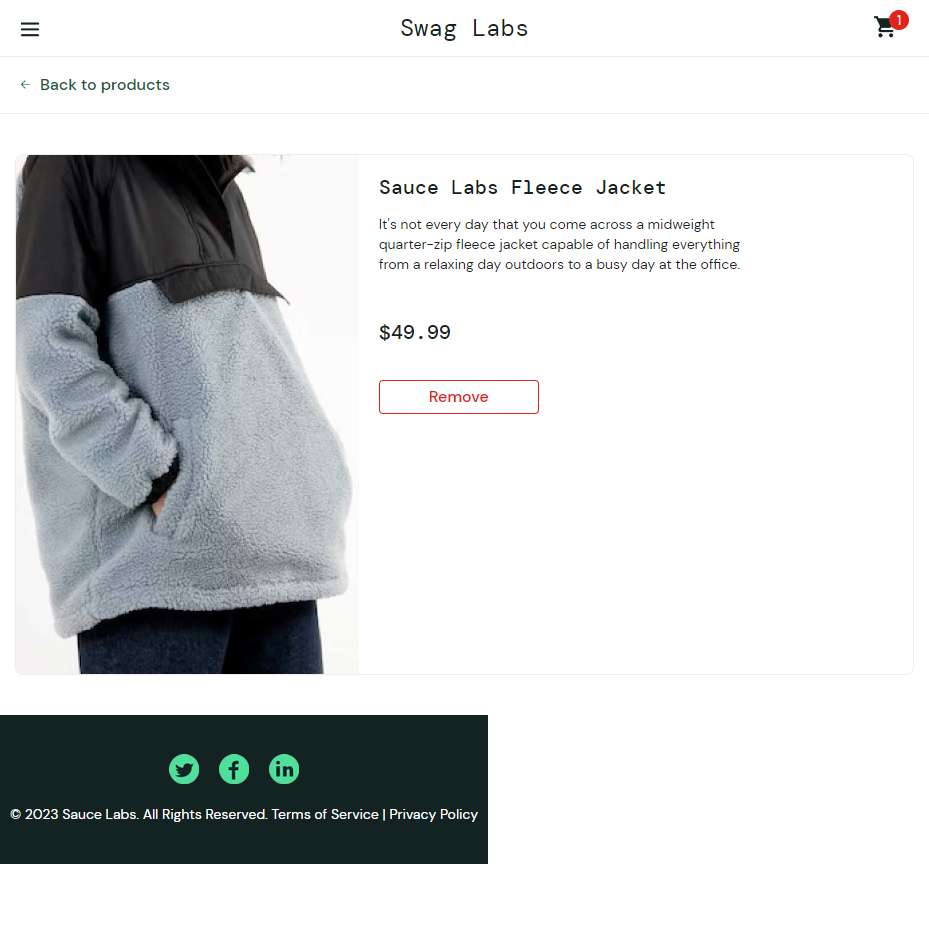 Swag Labs
1
Back to products
Sauce Labs Fleece Jacket
It's not every day that you come across a midweight
quarter-zip fleece jacket capable of handling everything
from a relaxing day outdoors to a busy day at the office.
$49.99
Remove
© 2023 Sauce Labs. All Rights Reserved. Terms of Service | Privacy Policy